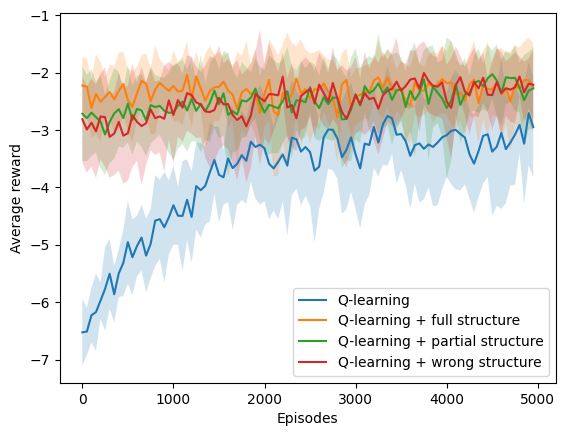 −1
−2
−3
−4
−5
−6
−7
Average reward
0
1000
2000
3000
4000
5000
Episodes
Q-learning
Q-learning + full structure
Q-learning + partial structure
Q-learning + wrong structure